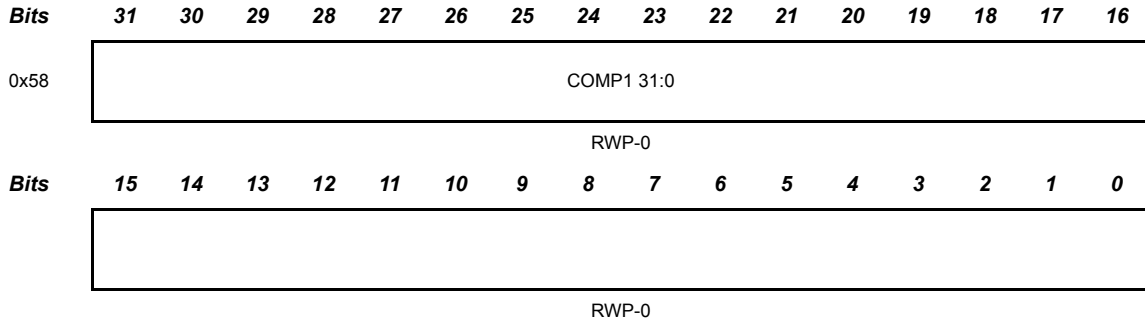 Bits 31 30 29 28 27 26 25 24 23 22 21 20 19 18 17 16
0x58 COMP1 31:0
RWP-0
Bits 15 14 13 12 11 10 9 8 7 6 5 4 3 2 1 0
RWP-0